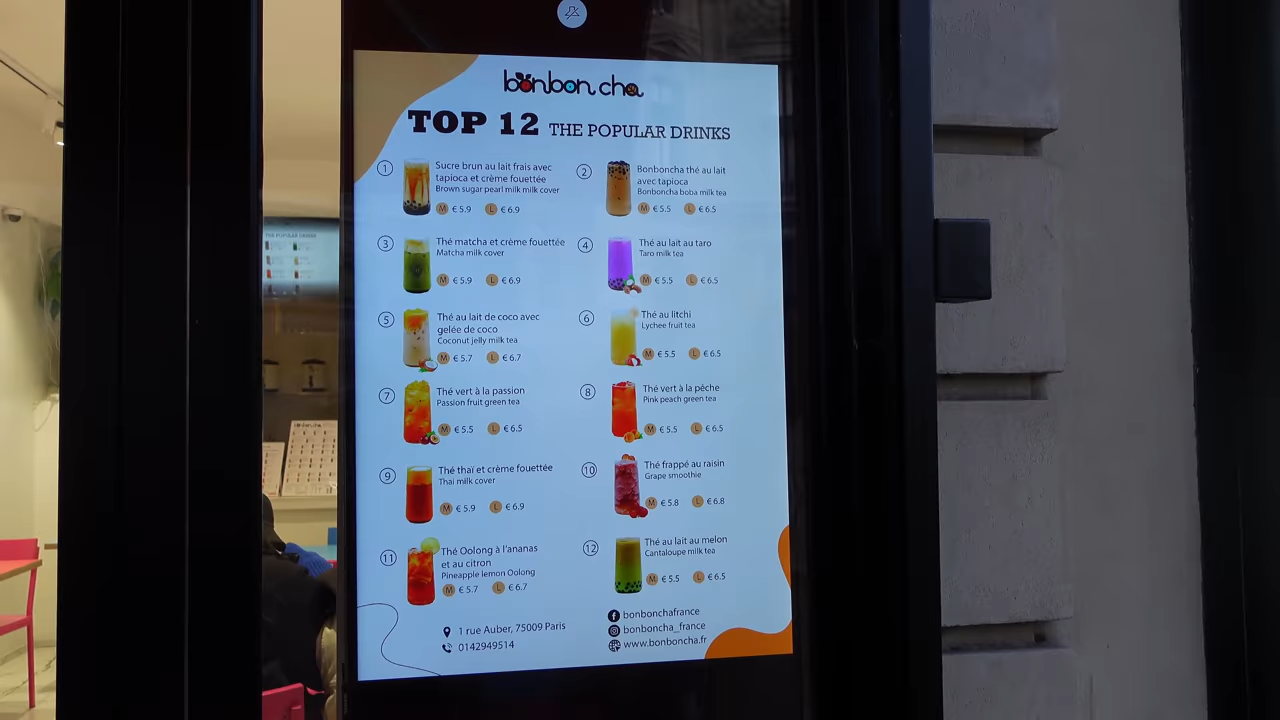 bonbon cha
TOP 12 THE POPULAR DRINKS
1
Sucre brun au lait frais avec
tapioca et crème fouettée
Brown sugar pearl milk milk cover
M € 5.9 L € 6.9
2
Bonboncha thé au lait
avec tapioca
Bonboncha boba milk tea
M € 5.5 L € 6.5
3
Thé matcha et crème fouettée
Matcha milk cover
M € 5.9 L € 6.9
4
Thé au lait au taro
Taro milk tea
M € 5.5 L € 6.5
5
Thé au lait de coco avec
gelée de coco
Coconut jelly milk tea
M € 5.7 L € 6.7
6
Thé au litchi
Lychee fruit tea
M € 5.5 L € 6.5
7
Thé vert à la passion
Passion fruit green tea
M € 5.5 L € 6.5
8
Thé vert à la pêche
Pink peach green tea
M € 5.5 L € 6.5
9
Thé thaï et crème fouettée
Thai milk cover
M € 5.9 L € 6.9
10
Thé frappé au raisin
Grape smoothie
M € 5.8 L € 6.8
11
Thé Oolong à l'ananas
et au citron
Pineapple lemon Oolong
M € 5.7 L € 6.7
12
Thé au lait au melon
Cantaloupe milk tea
M € 5.5 L € 6.5
1 rue Auber, 75009 Paris
0142949514
bonbonchafrance
bonboncha_france
www.bonboncha.fr
THE POPULAR DRINKS
bonbon cha